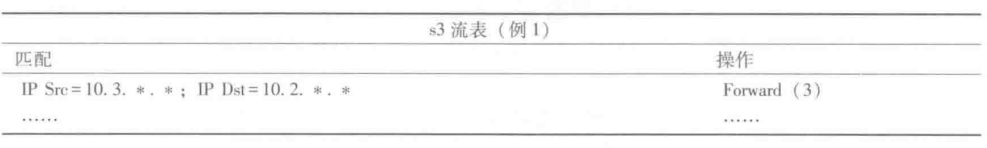 s3 流表 (例1)
匹配 操作
IP Src = 10. 3. *. *; IP Dst = 10. 2. *. * Forward (3)
…… ……